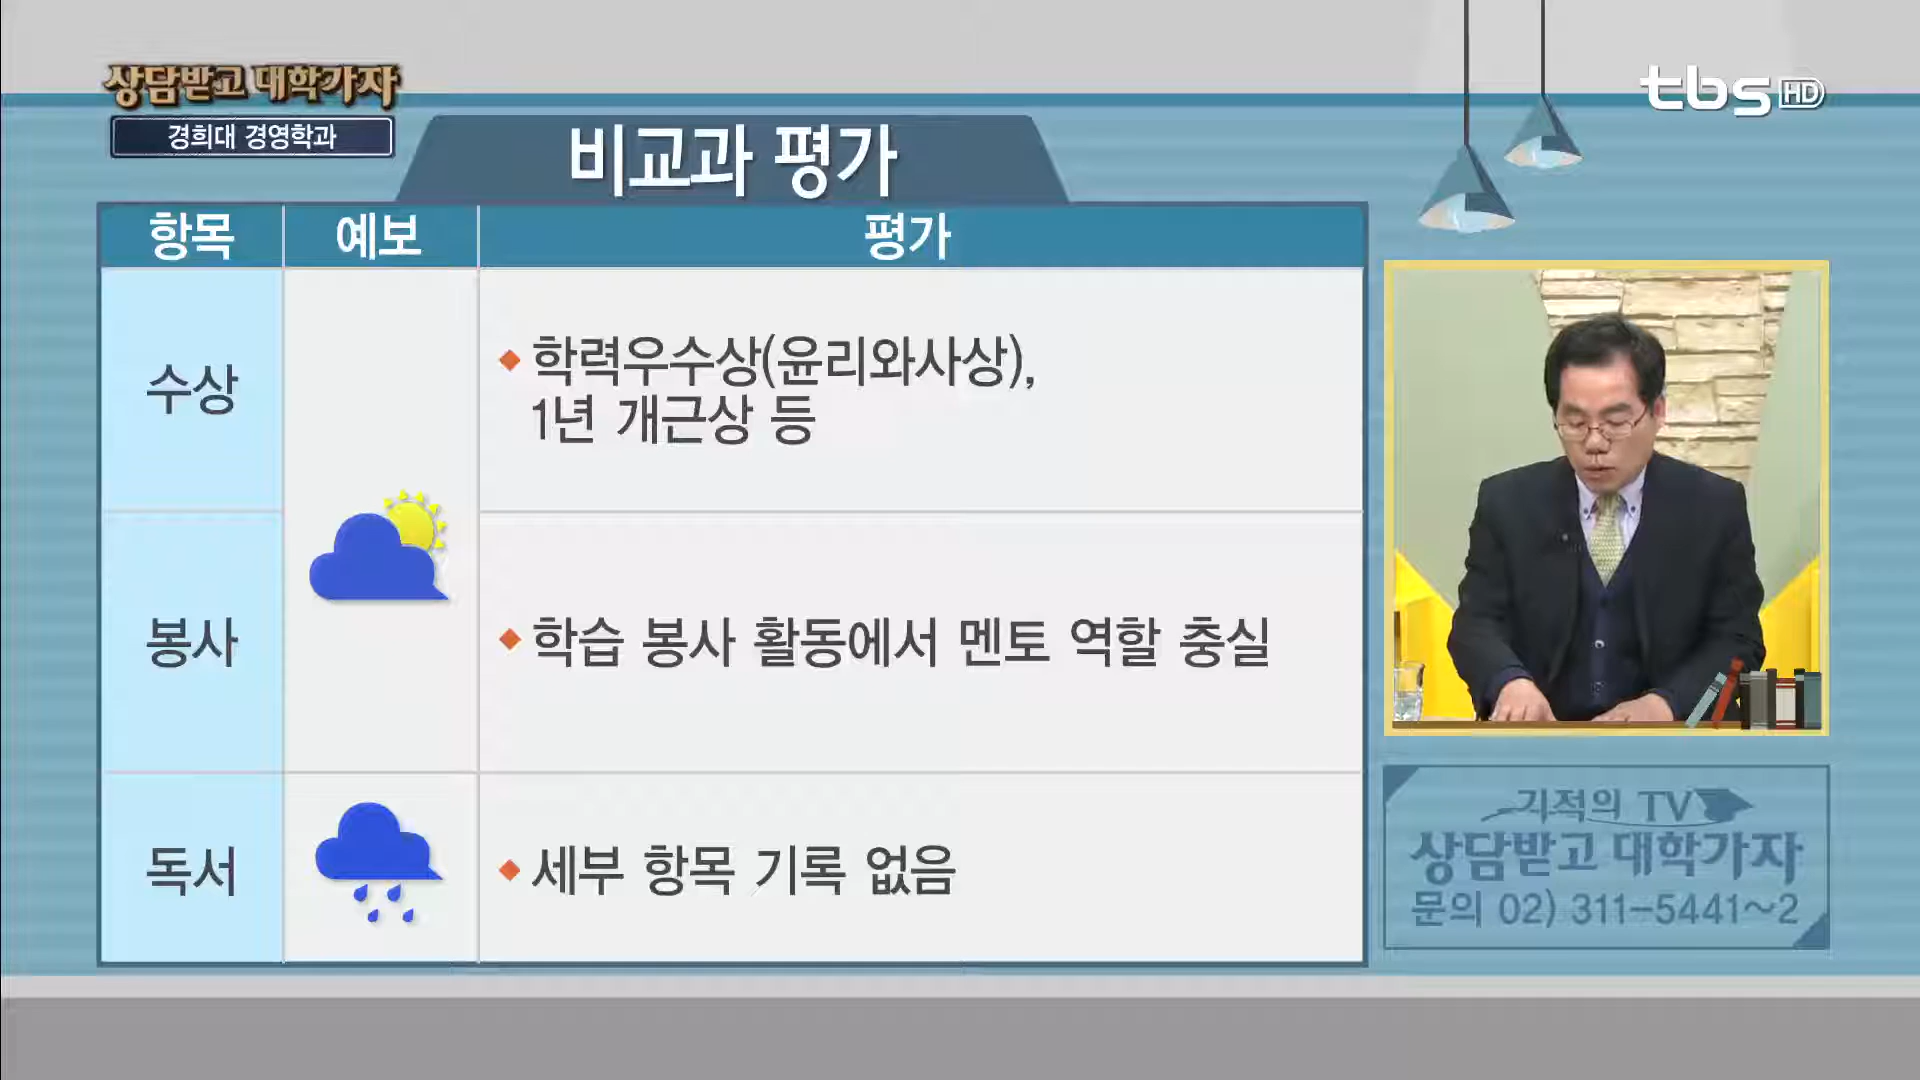 상담받고 대학가자
경희대 경영학과
tbs HD
비교과 평가
항목 예보 평가
수상
학력우수상(윤리와사상),
1년 개근상 등
봉사
학습 봉사 활동에서 멘토 역할 충실
독서
세부 항목 기록 없음
기적의 TV
상담받고 대학가자
문의 02) 311-5441~2